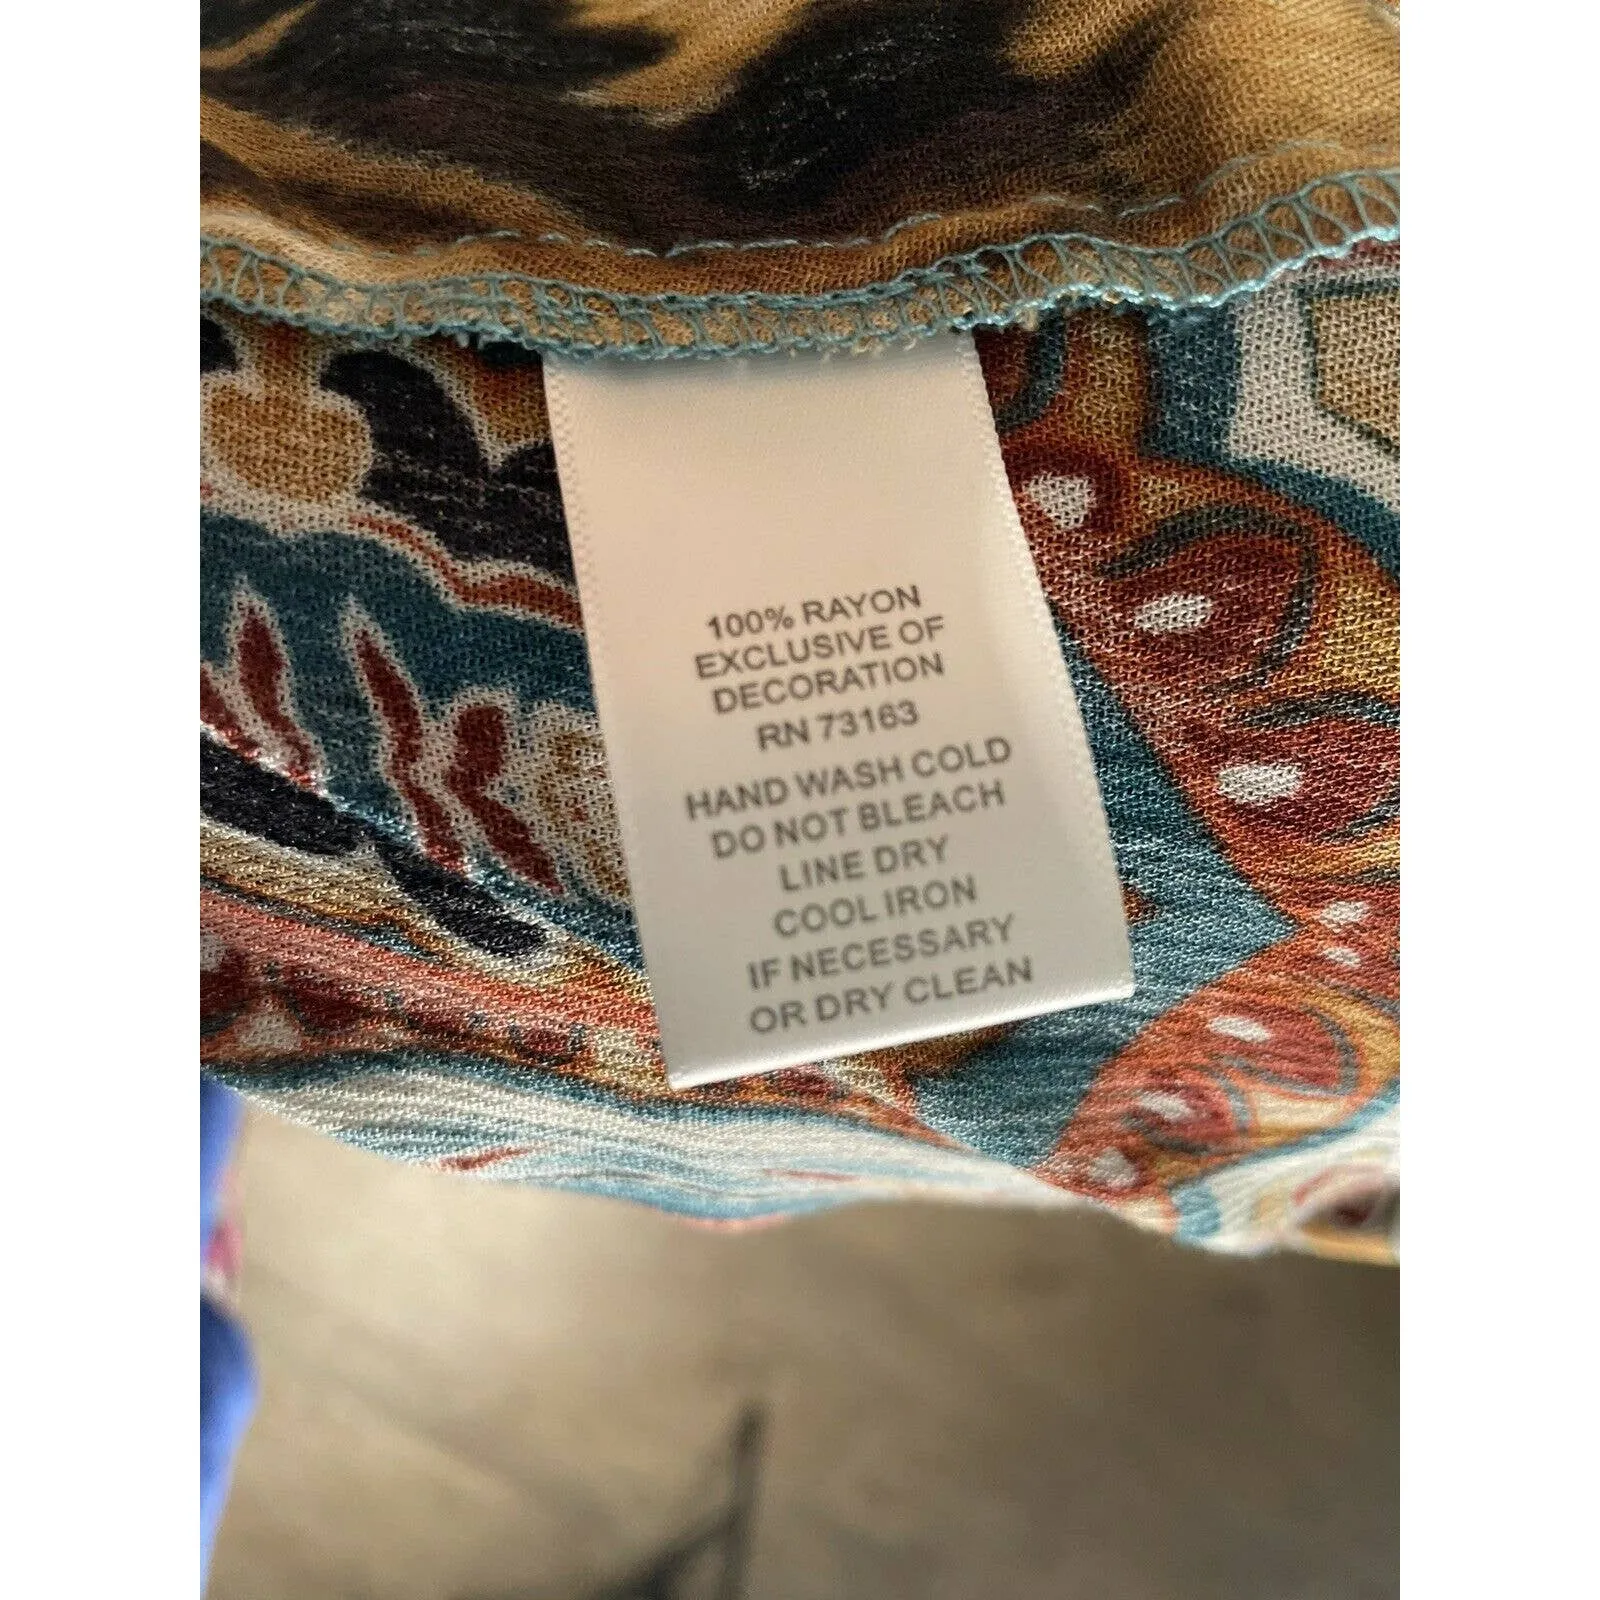 100% RAYON
EXCLUSIVE OF
DECORATION
RN 73163
HAND WASH COLD
DO NOT BLEACH
LINE DRY
COOL IRON
IF NECESSARY
OR DRY CLEAN